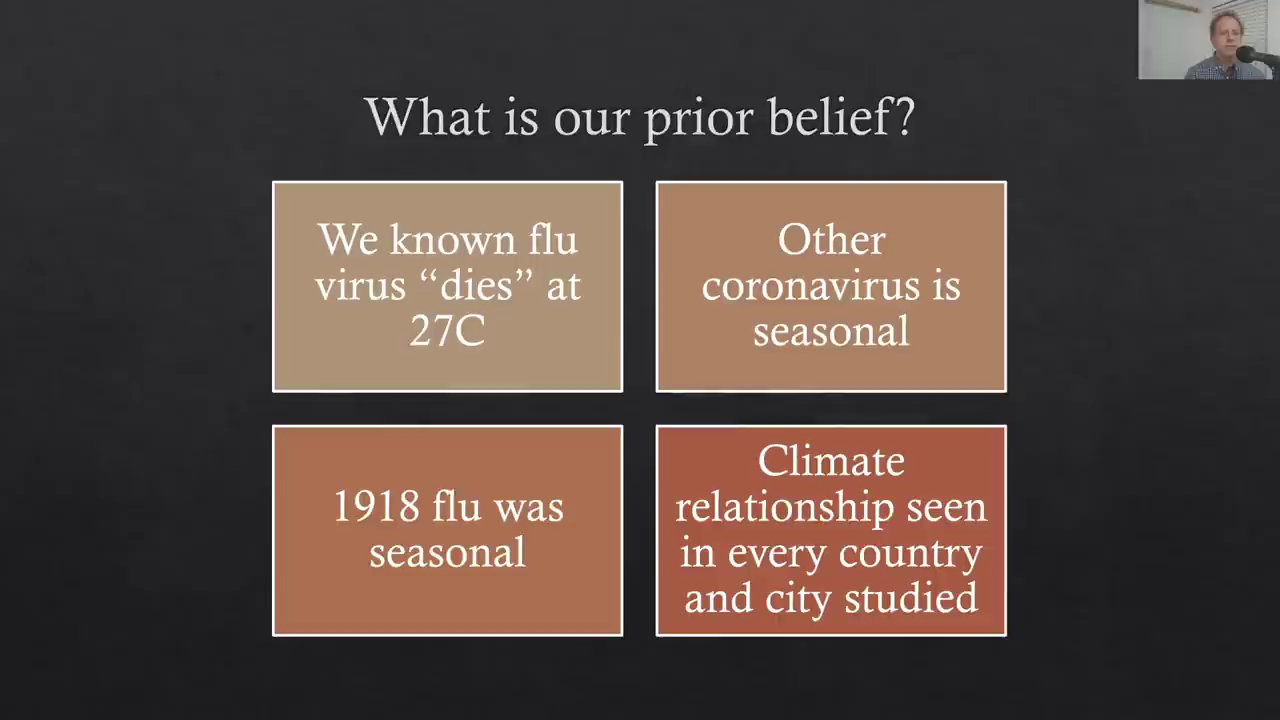 What is our prior belief?
We known flu
virus “dies” at
27C
Other
coronavirus is
seasonal
1918 flu was
seasonal
Climate
relationship seen
in every country
and city studied